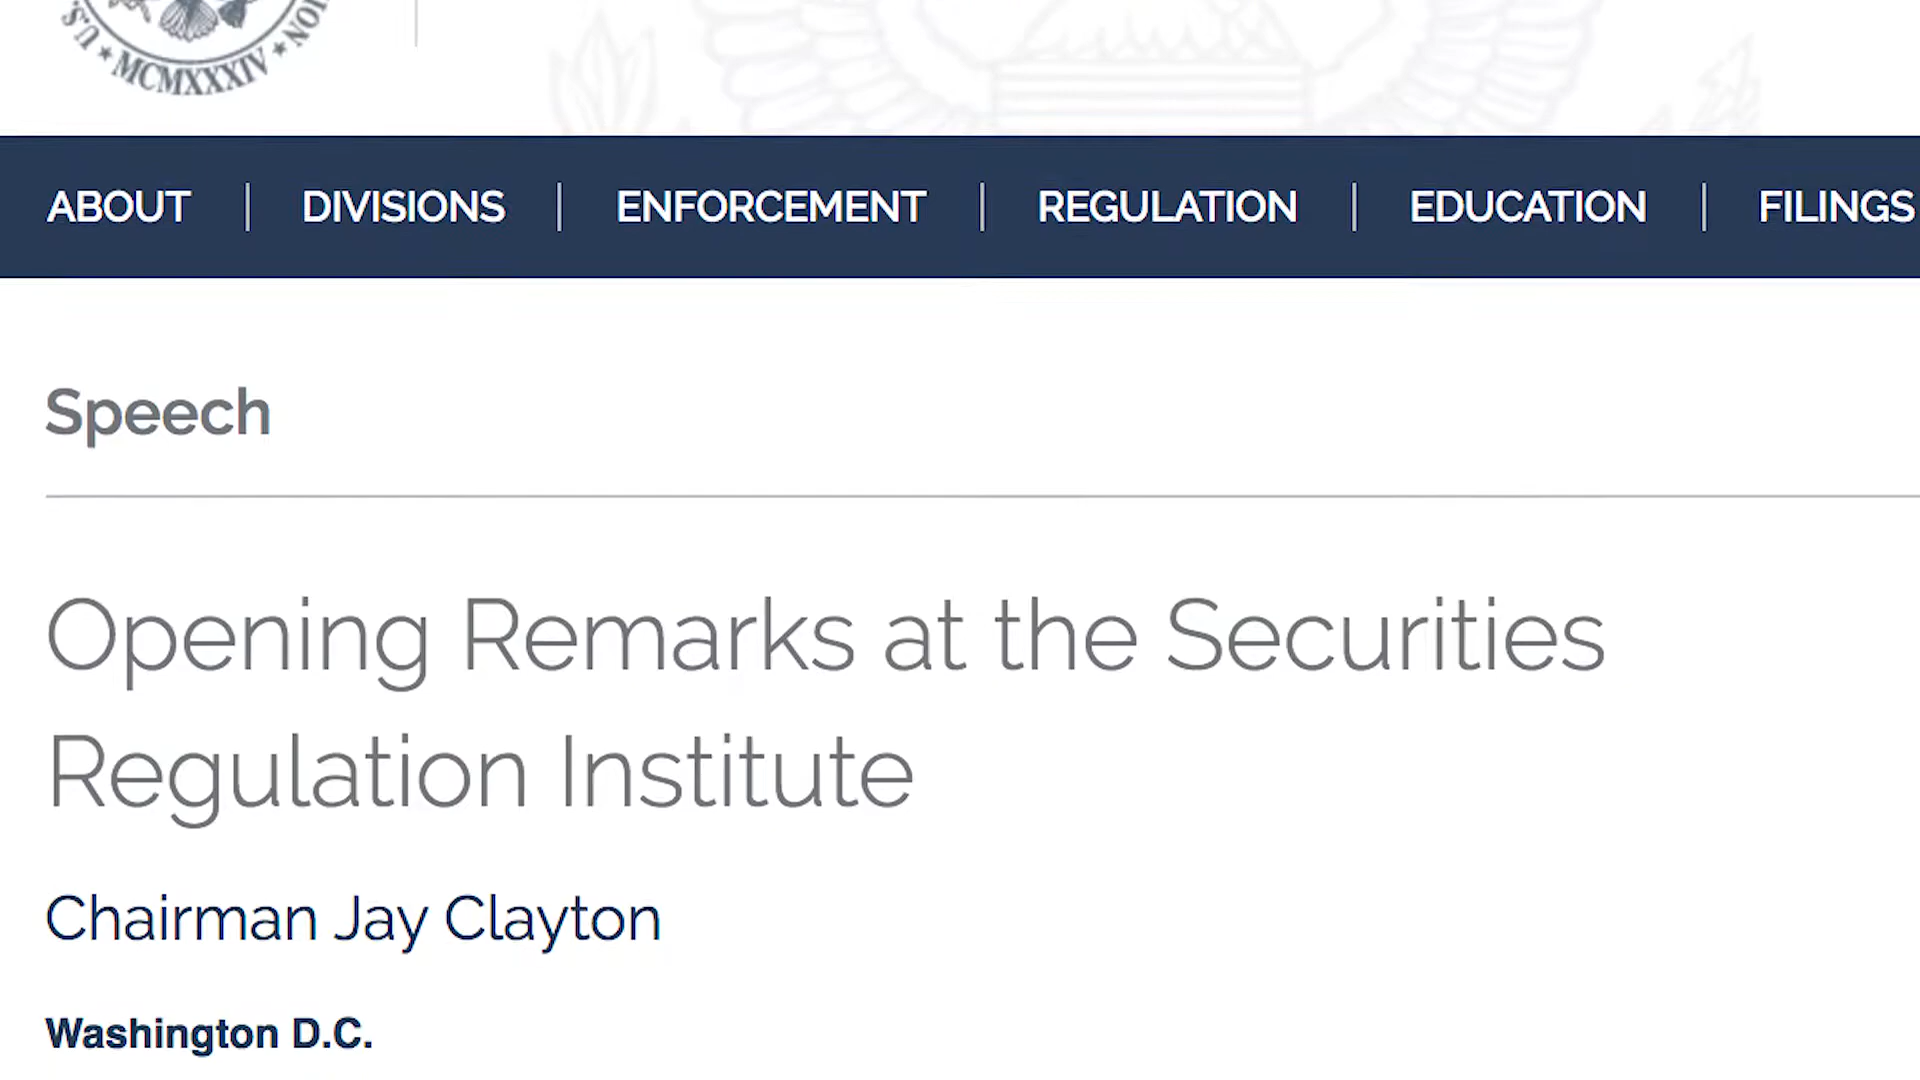 U.S.
MCMXXXIV
ABOUT
DIVISIONS
ENFORCEMENT
REGULATION
EDUCATION
FILINGS
Speech
Opening Remarks at the Securities
Regulation Institute
Chairman Jay Clayton
Washington D.C.